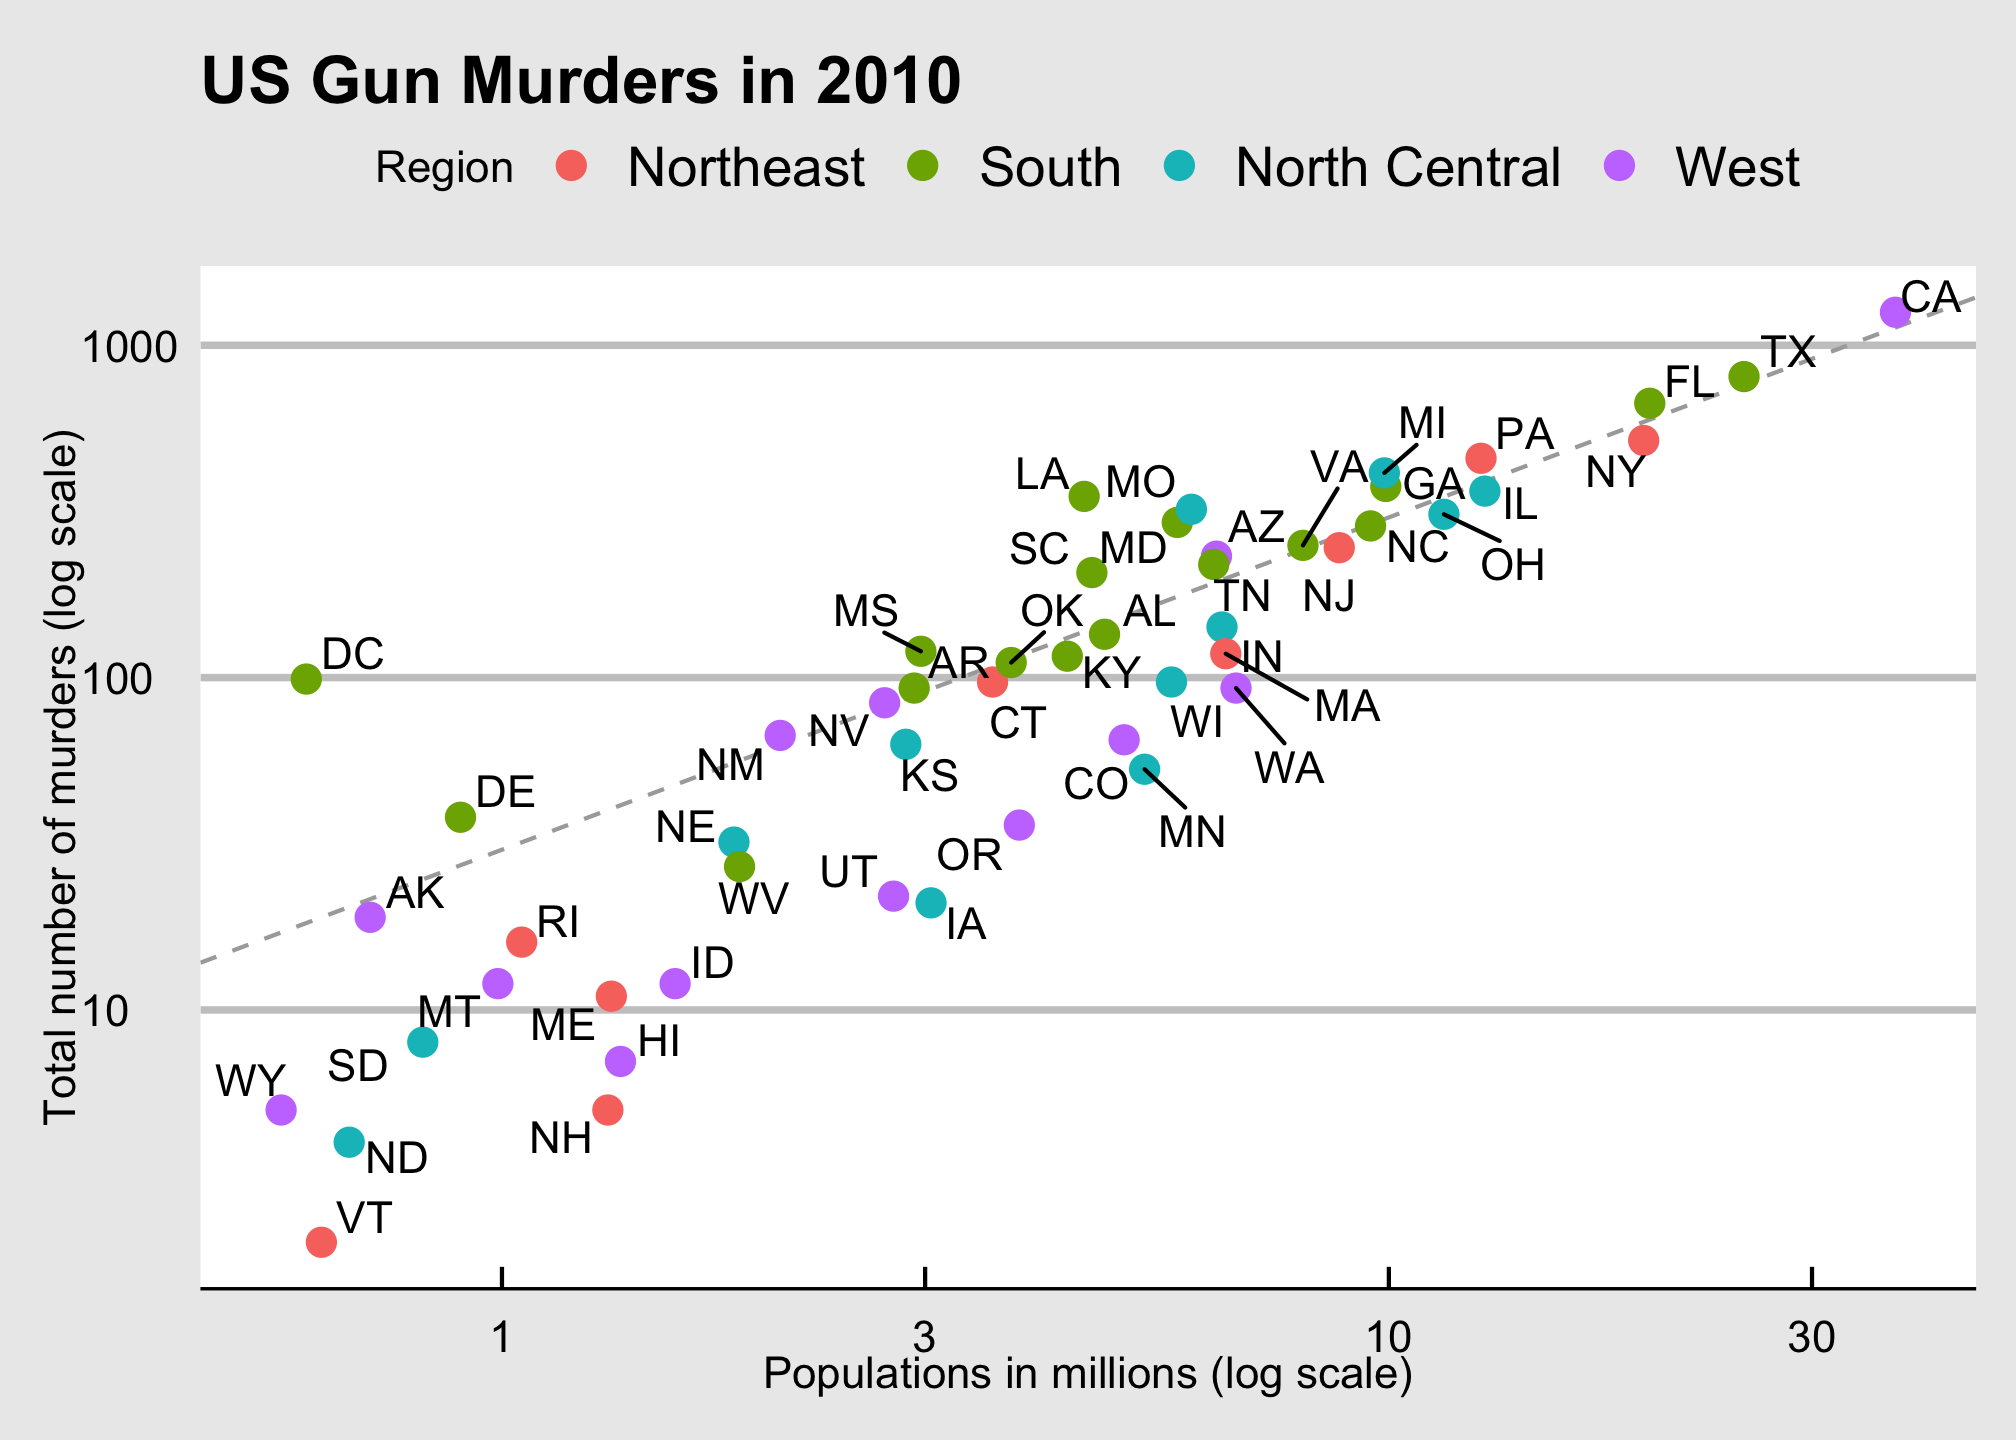 US Gun Murders in 2010
Region Northeast South North Central West
Total number of murders (log scale)
1000
100
10
CA
TX
FL
MI
PA
NY
LA
MO
VA
GA
IL
AZ
SC
MD
NC
OH
MS
OK
AL
TN
NJ
DC
AR
KY
IN
MA
NV
CT
WI
NM
KS
CO
WA
DE
NE
MN
OR
UT
WV
AK
RI
IA
ID
MT
ME
HI
SD
WY
NH
ND
VT
1 3 10 30
Populations in millions (log scale)